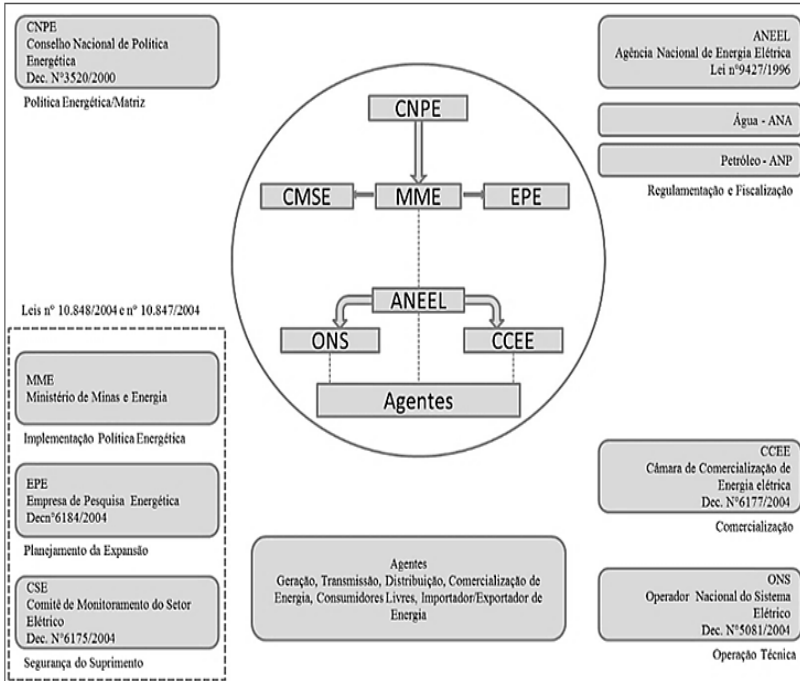 CNPE
Conselho Nacional de Política
Energética
Dec. N°3520/2000
Política Energética/Matriz
ANEEL
Agência Nacional de Energia Elétrica
Lei n°9427/1996
Água - ANA
Petróleo - ANP
Regulamentação e Fiscalização
CNPE
CMSE
MME
EPE
ANEEL
ONS
CCEE
Agentes
Leis nº 10.848/2004 e nº 10.847/2004
MME
Ministério de Minas e Energia
Implementação Política Energética
EPE
Empresa de Pesquisa Energética
Decn°6184/2004
Planejamento da Expansão
CSE
Comitê de Monitoramento do Setor
Elétrico
Dec. N°6175/2004
Segurança do Suprimento
Agentes
Geração, Transmissão, Distribuição, Comercialização de
Energia, Consumidores Livres, Importador/Exportador de
Energia
CCEE
Câmara de Comercialização de
Energia elétrica
Dec. N°6177/2004
Comercialização
ONS
Operador Nacional do Sistema
Elétrico
Dec. N°5081/2004
Operação Técnica